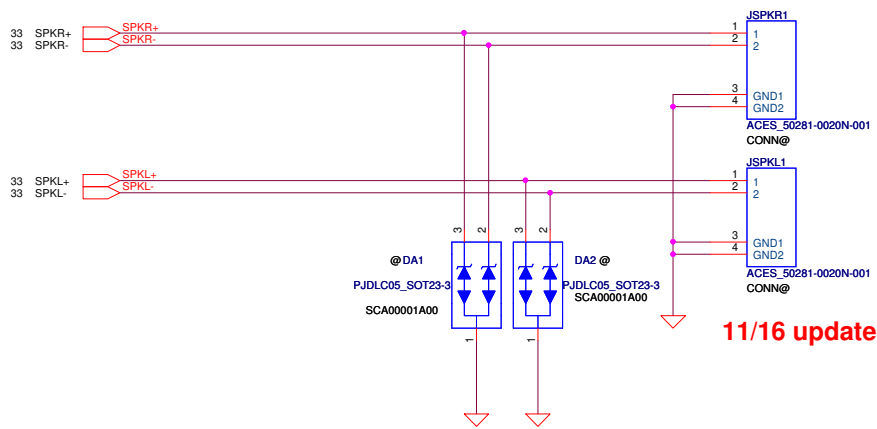 JSPKR1
33 SPKR+ SPKR+ 1 1
33 SPKR- SPKR- 2 2
3 GND1
4 GND2
ACES_50281-0020N-001
CONN@
JSPKL1
33 SPKL+ SPKL+ 1 1
33 SPKL- SPKL- 2 2
3 2 3 2
3 GND1
4 GND2
@ DA1 DA2 @
ACES_50281-0020N-001
PJDLC05_SOT23-3 PJDLC05_SOT23-3
CONN@
SCA00001A00 SCA00001A00
11/16 update
1 1